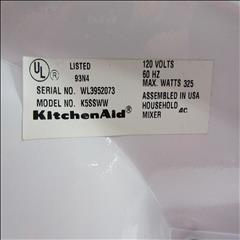 UL
LISTED
93N4
SERIAL NO. WL3952073
MODEL NO. K5SSWW
KitchenAid®
120 VOLTS
60 HZ
MAX. WATTS 325
ASSEMBLED IN USA
HOUSEHOLD
MIXER 4C